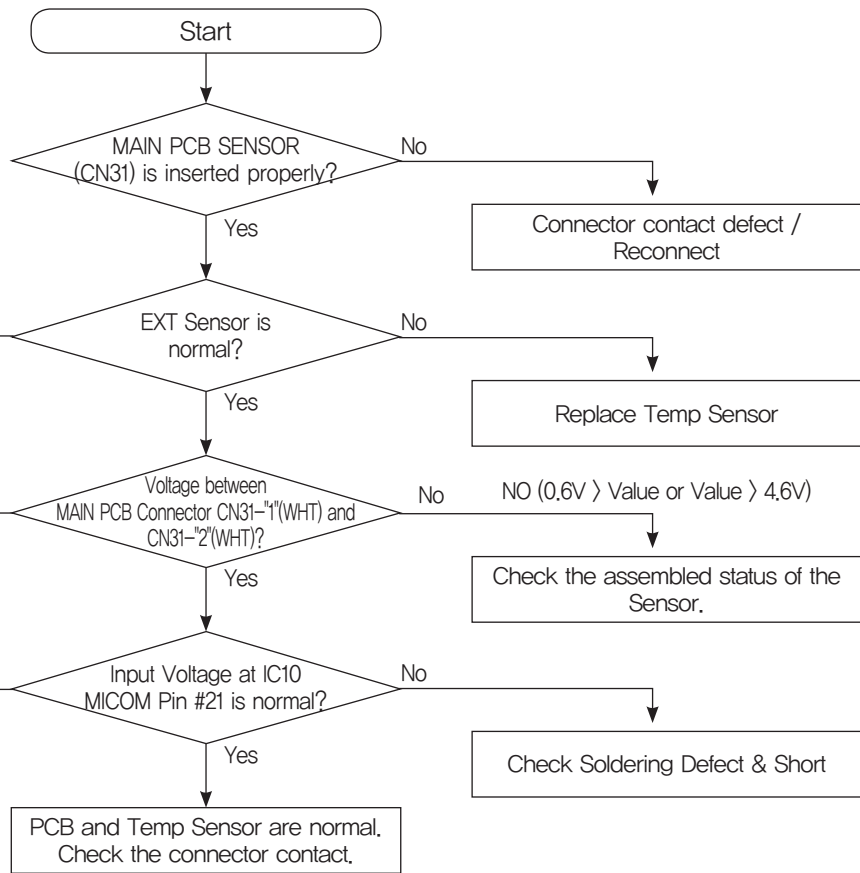 Start
MAIN PCB SENSOR
(CN31) is inserted properly?
No
Yes
Connector contact defect /
Reconnect
EXT Sensor is
normal?
No
Yes
Replace Temp Sensor
Voltage between
MAIN PCB Connector CN31-"1"(WHT) and
CN31-"2"(WHT)?
No
NO (0.6V 〉 Value or Value 〉 4.6V)
Yes
Check the assembled status of the
Sensor.
Input Voltage at IC10
MICOM Pin #21 is normal?
No
Yes
Check Soldering Defect & Short
PCB and Temp Sensor are normal.
Check the connector contact.